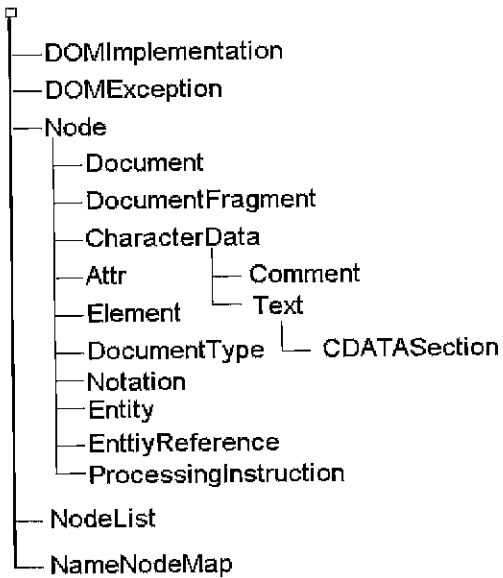 DOMImplementation
DOMException
Node
Document
DocumentFragment
CharacterData
Attr
Comment
Element
Text
DocumentType
CDATASection
Notation
Entity
EnttiyReference
ProcessingInstruction
NodeList
NameNodeMap